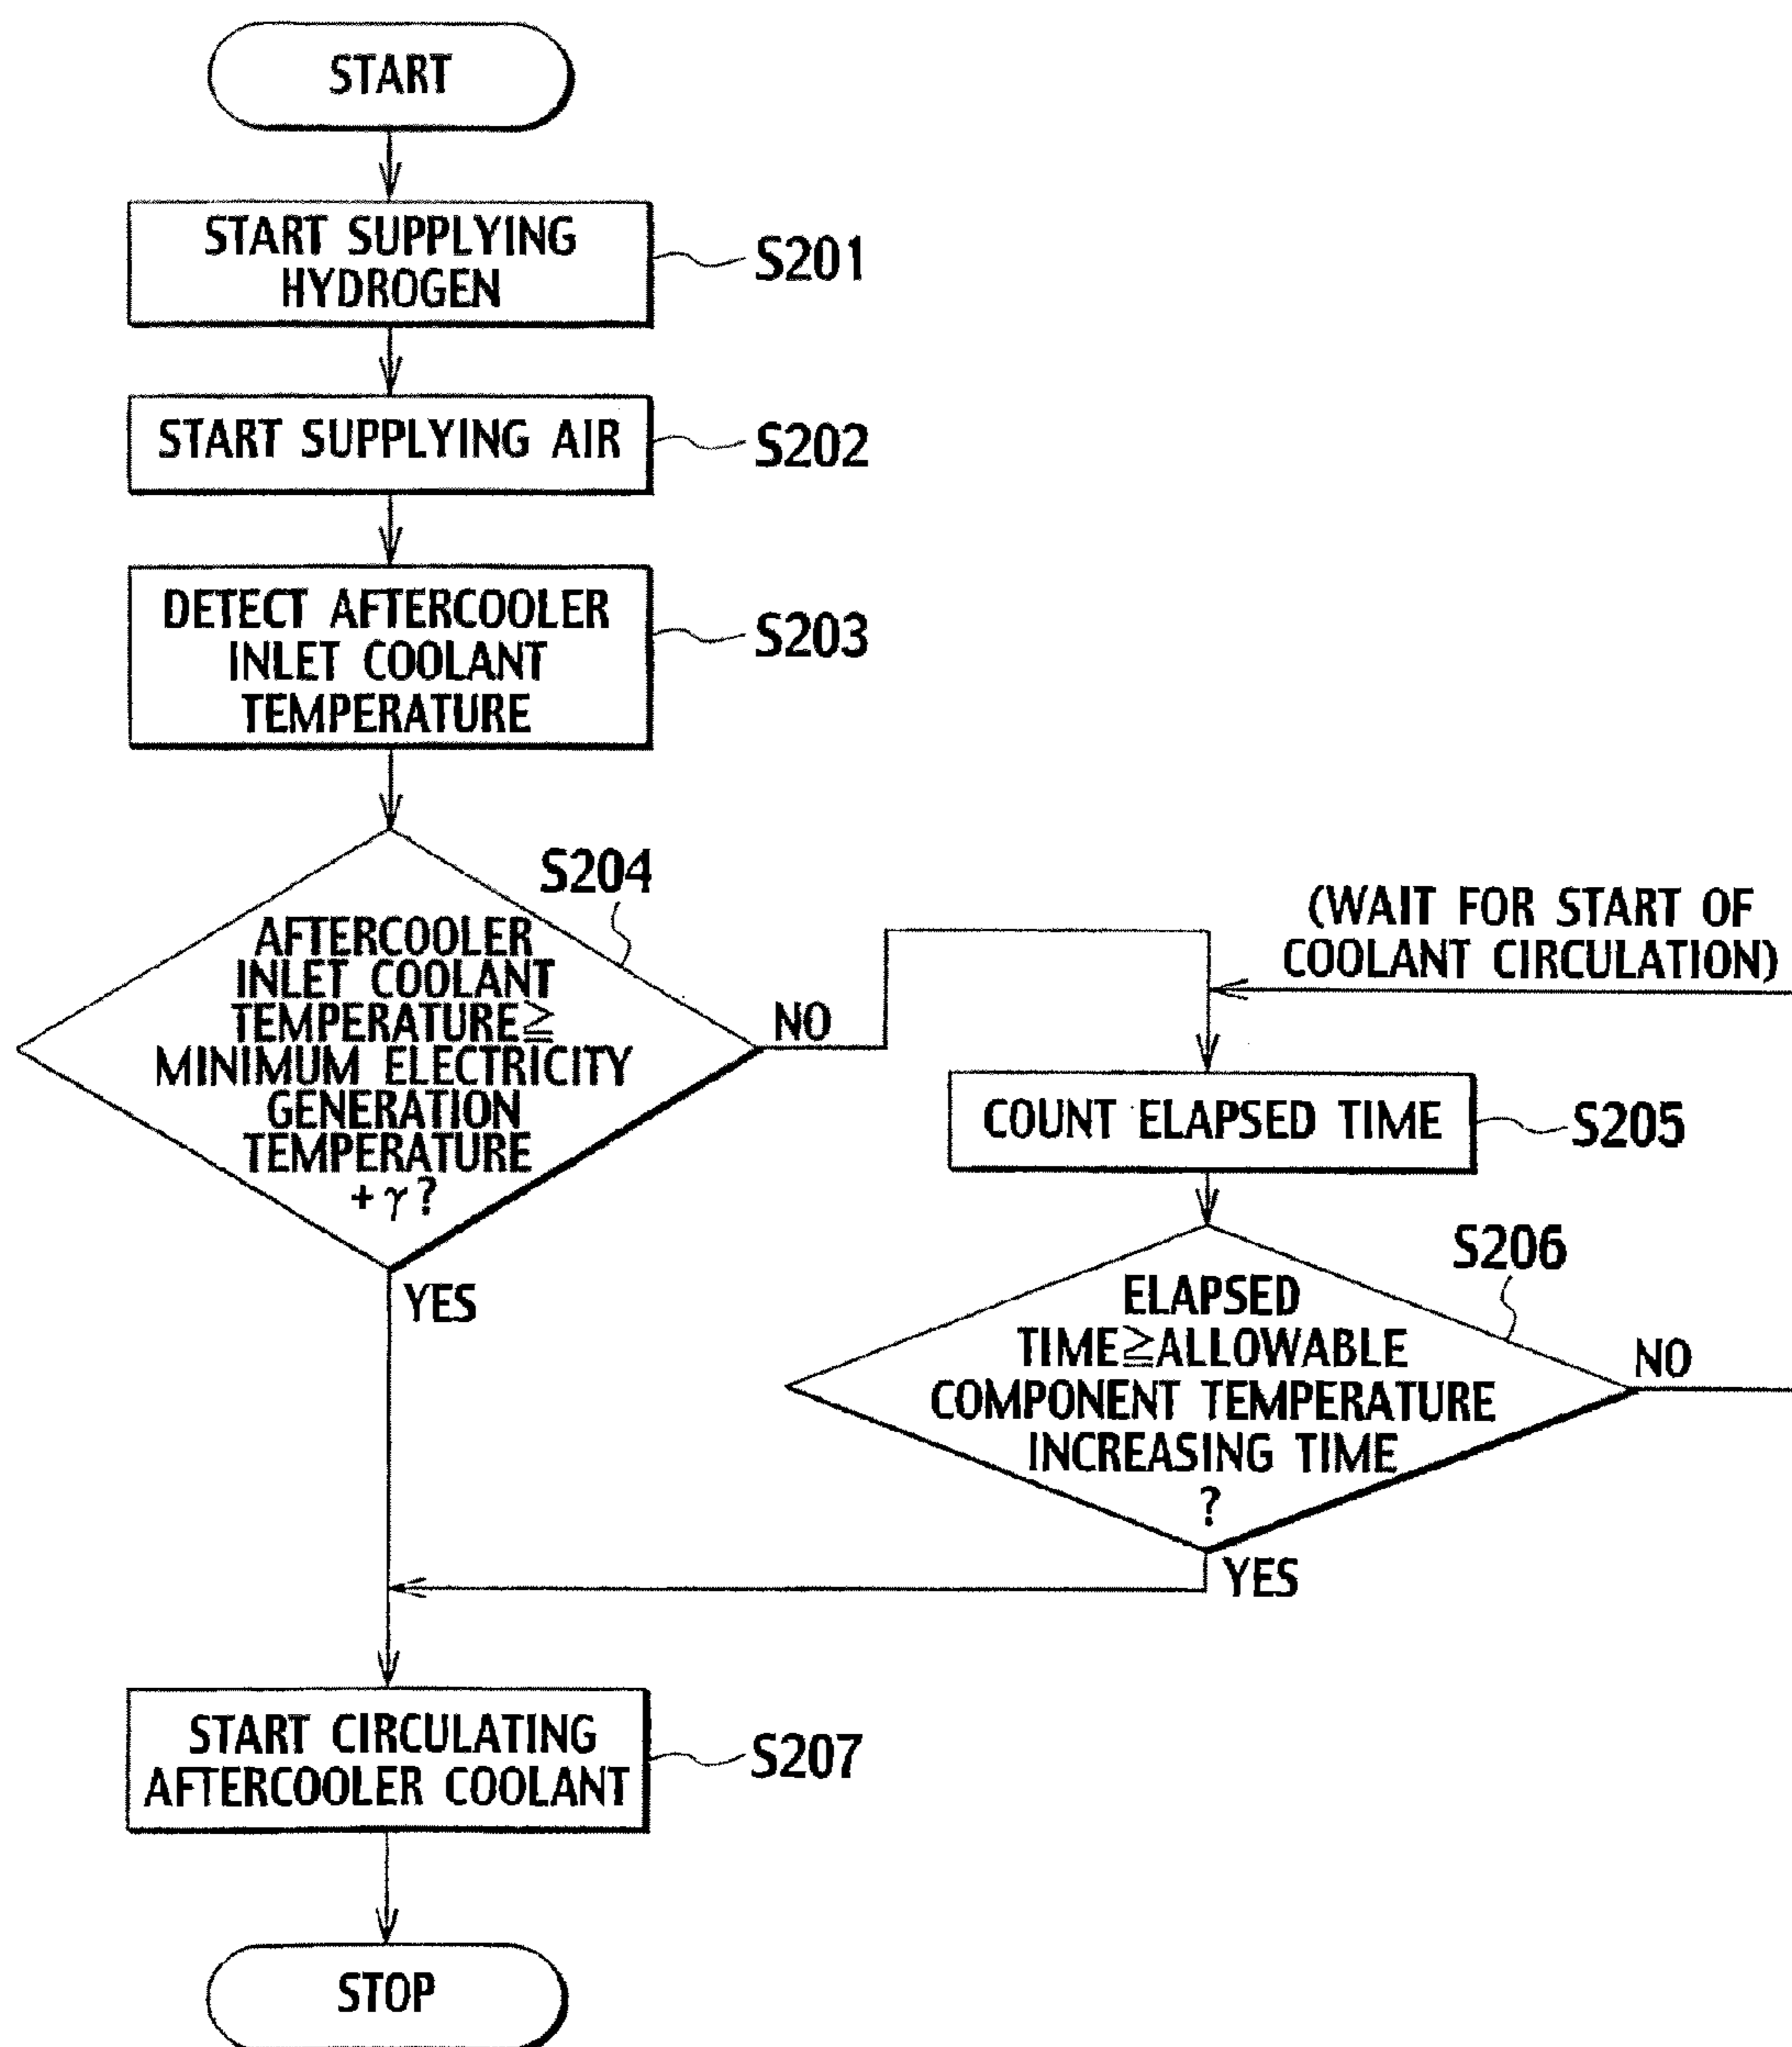 START
START SUPPLYING
HYDROGEN
S201
START SUPPLYING AIR
S202
DETECT AFTERCOOLER
INLET COOLANT
TEMPERATURE
S203
S204
AFTERCOOLER
INLET COOLANT
TEMPERATURE≧
MINIMUM ELECTRICITY
GENERATION
TEMPERATURE
+γ?
NO
YES
(WAIT FOR START OF
COOLANT CIRCULATION)
COUNT ELAPSED TIME
S205
S206
ELAPSED
TIME≧ALLOWABLE
COMPONENT TEMPERATURE
INCREASING TIME
?
NO
YES
START CIRCULATING
AFTERCOOLER COOLANT
S207
STOP